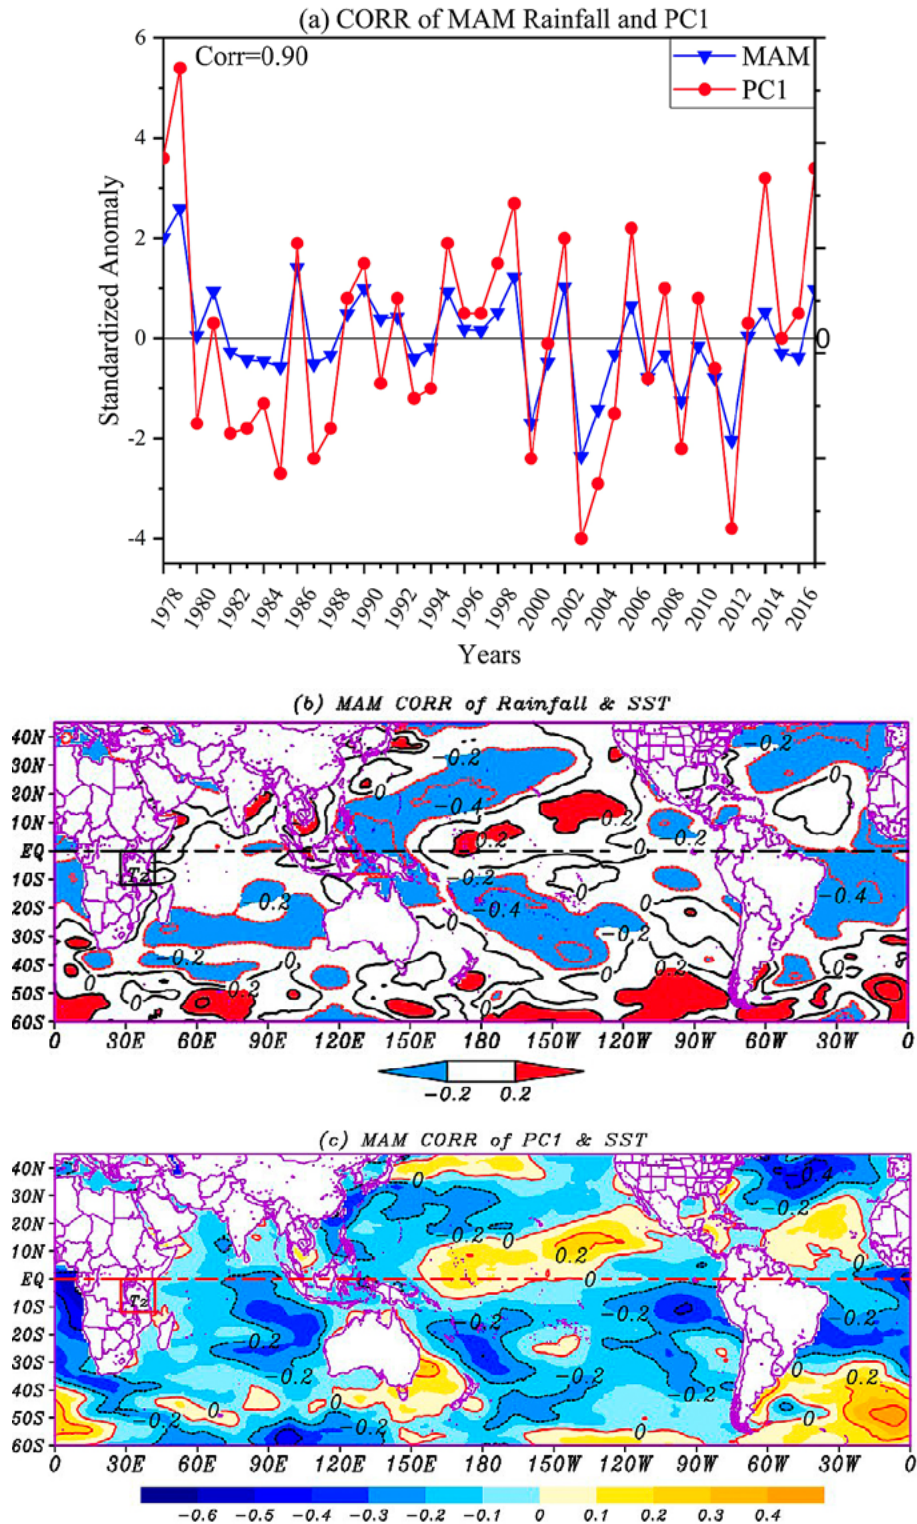 (a) CORR of MAM Rainfall and PC1
Corr=0.90
MAM
PC1
6
4
2
0
-2
-4
0
Standardized Anomaly
1978 1980 1982 1984 1986 1988 1990 1992 1994 1996 1998 2000 2002 2004 2006 2008 2010 2012 2014 2016
Years
(b) MAM CORR of Rainfall & SST
40N
30N
20N
10N
EQ
10S
20S
30S
40S
50S
60S
0 30E 60E 90E 120E 150E 180 150W 120W 90W 60W 30W 0
Tz
-0.2 0.2
(c) MAM CORR of PC1 & SST
40N
30N
20N
10N
EQ
10S
20S
30S
40S
50S
60S
0 30E 60E 90E 120E 150E 180 150W 120W 90W 60W 30W 0
Tz
-0.6 -0.5 -0.4 -0.3 -0.2 -0.1 0 0.1 0.2 0.3 0.4